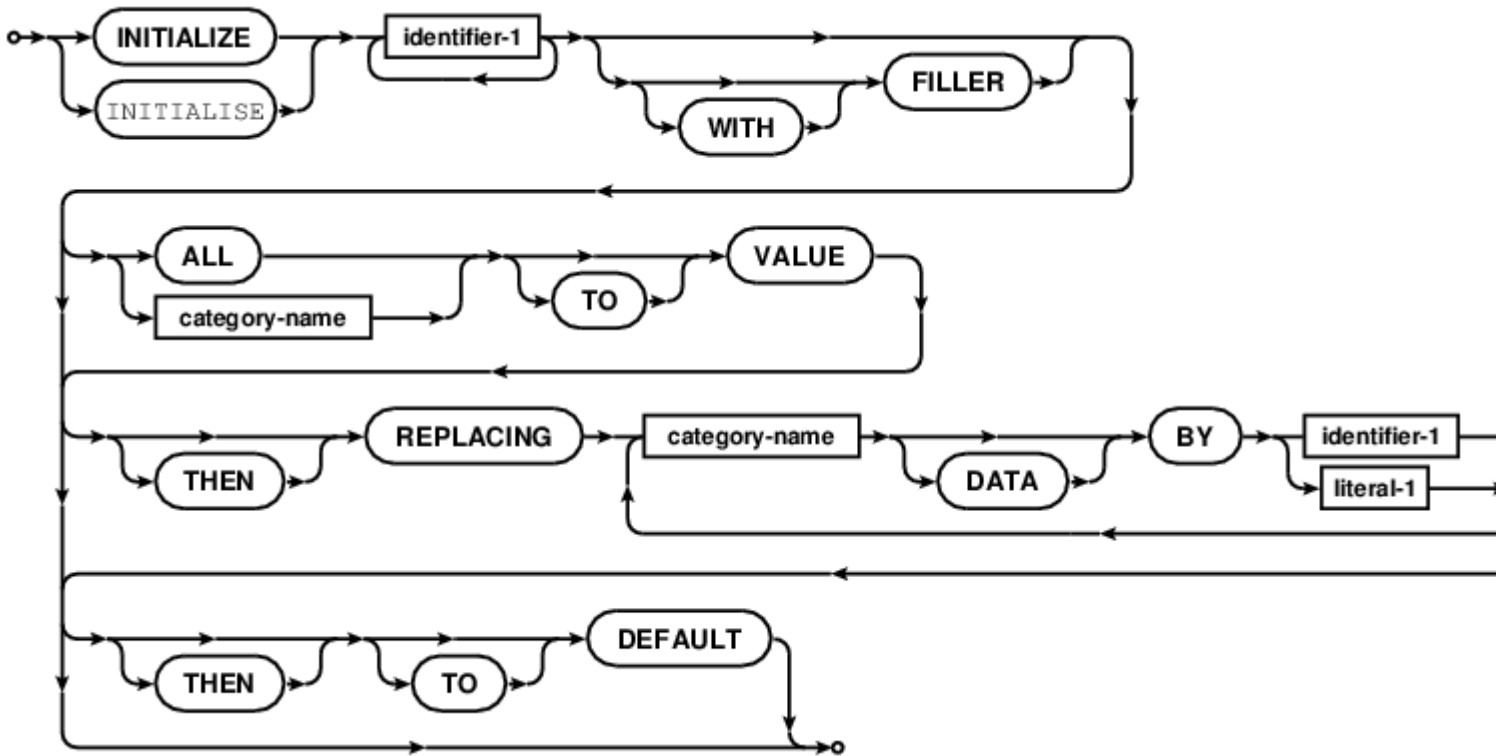 INITIALIZE identifier-1
INITIALISE FILLER
WITH
ALL VALUE
TO
category-name
REPLACING category-name BY identifier-1
THEN DATA literal-1
DEFAULT
THEN TO